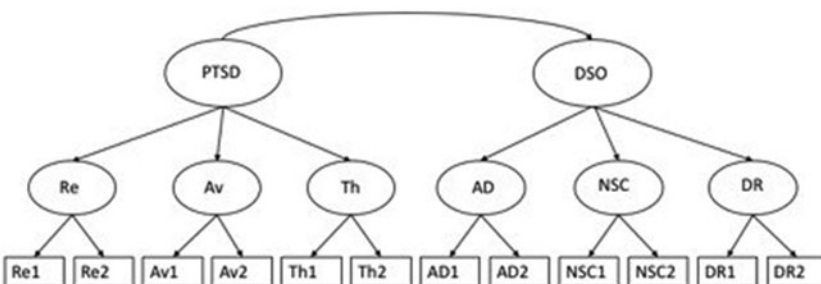 PTSD DSO
Re Av Th AD NSC DR
Re1 Re2 Av1 Av2 Th1 Th2 AD1 AD2 NSC1 NSC2 DR1 DR2